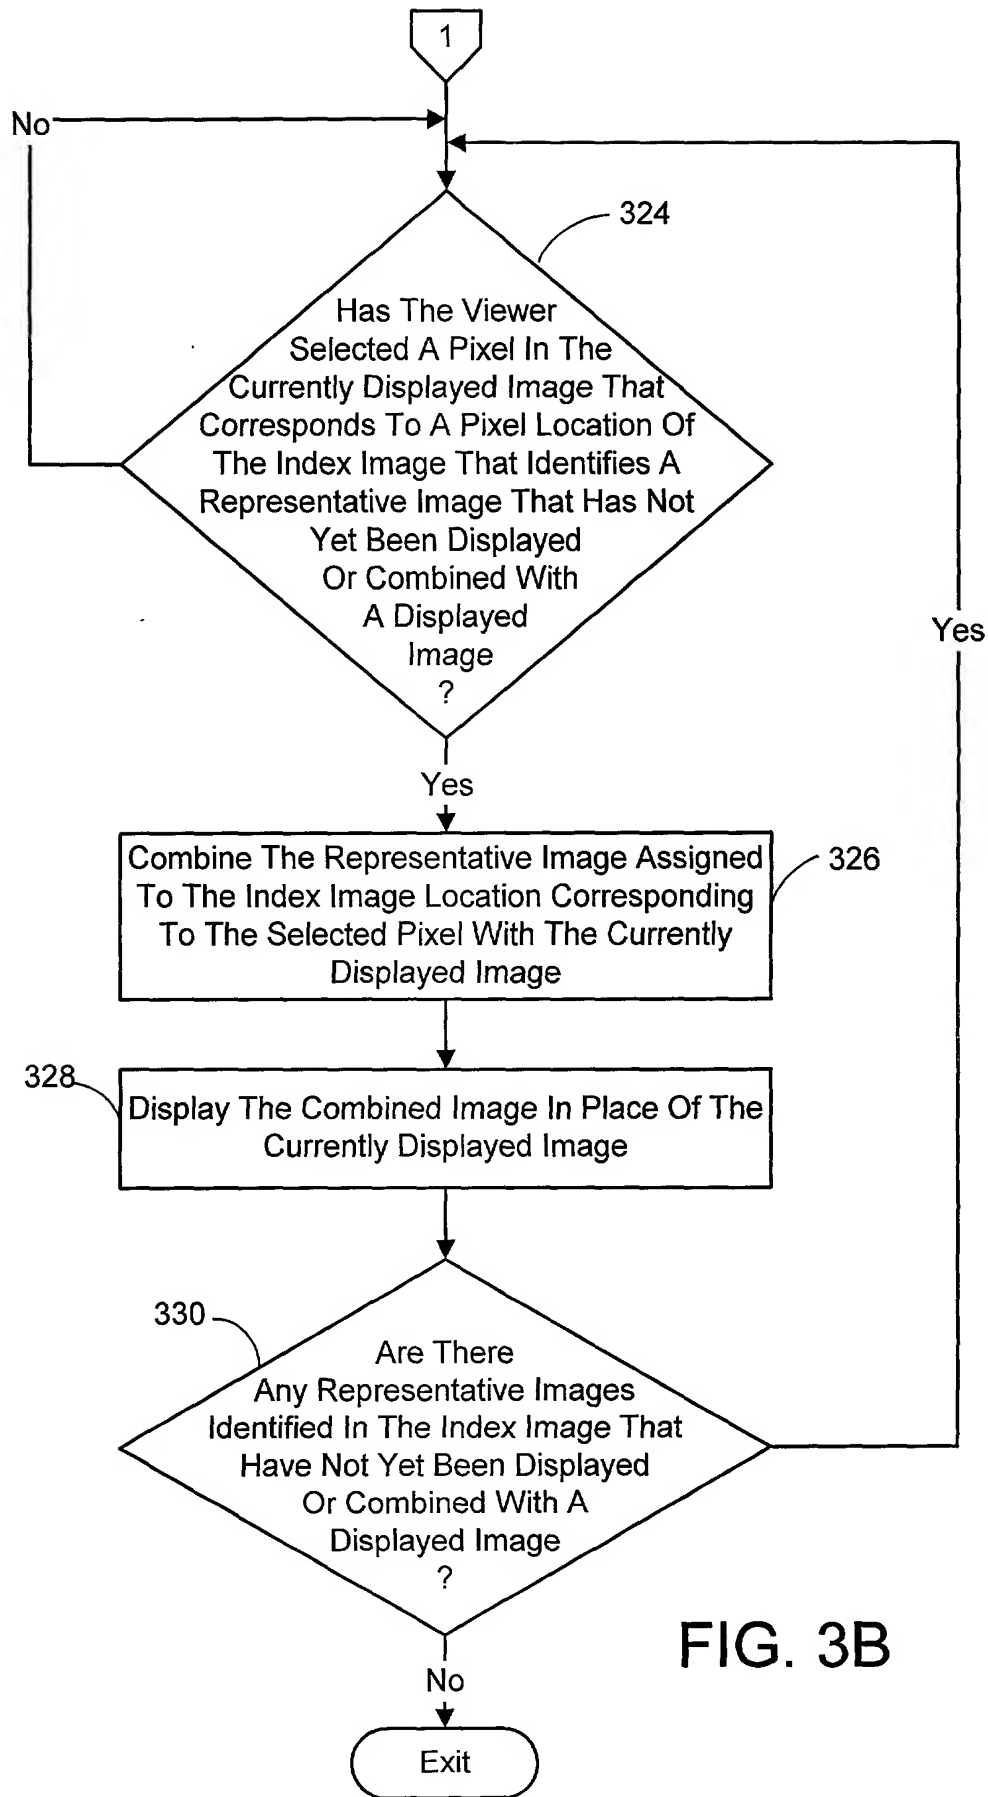 1
No
324
Has The Viewer
Selected A Pixel In The
Currently Displayed Image That
Corresponds To A Pixel Location Of
The Index Image That Identifies A
Representative Image That Has Not
Yet Been Displayed
Or Combined With
A Displayed
Image
?
Yes
Yes
Combine The Representative Image Assigned
To The Index Image Location Corresponding
To The Selected Pixel With The Currently
Displayed Image
326
328
Display The Combined Image In Place Of The
Currently Displayed Image
330
Are There
Any Representative Images
Identified In The Index Image That
Have Not Yet Been Displayed
Or Combined With A
Displayed Image
?
FIG. 3B
No
Exit